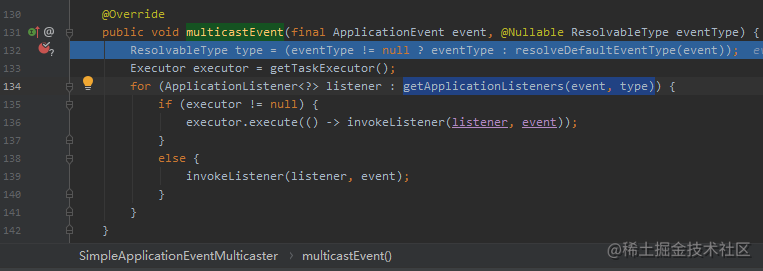 130 @Override
131 public void multicastEvent(final ApplicationEvent event, @Nullable ResolvableType eventType) {
132 ResolvableType type = (eventType != null ? eventType : resolveDefaultEventType(event));
133 Executor executor = getTaskExecutor();
134 for (ApplicationListener<?> listener : getApplicationListeners(event, type)) {
135 if (executor != null) {
136 executor.execute(() -> invokeListener(listener, event));
137 }
138 else {
139 invokeListener(listener, event);
140 }
141 }
142 }
SimpleApplicationEventMulticaster › multicastEvent()
@稀土掘金技术社区